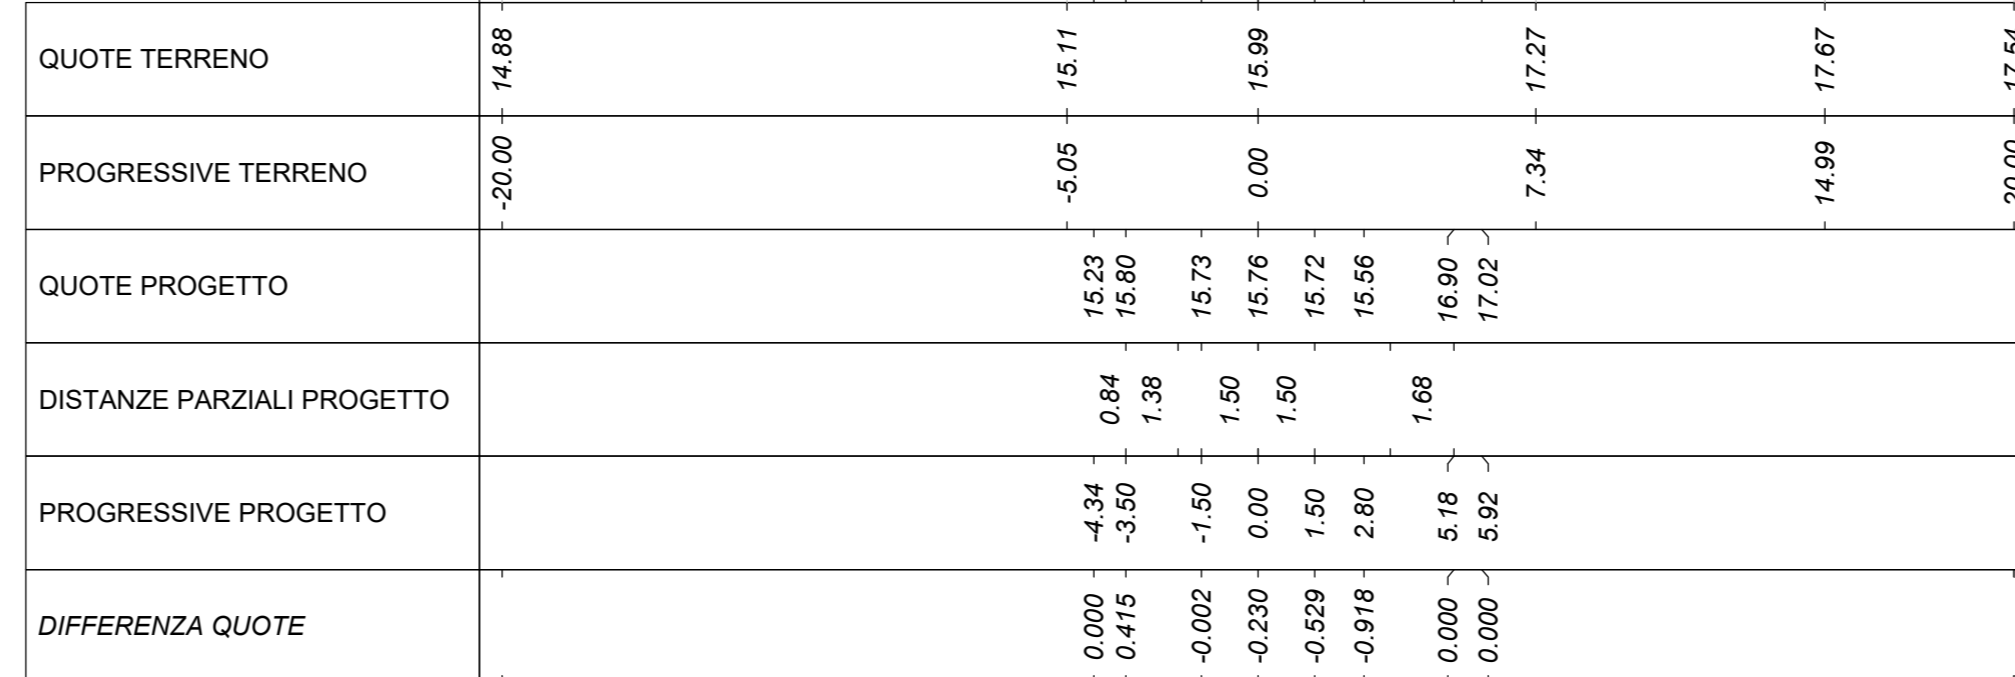 QUOTE TERRENO 14.88 15.11 15.99 17.27 17.67 17.54
PROGRESSIVE TERRENO -20.00 -5.05 0.00 7.34 14.99 20.00
QUOTE PROGETTO 15.23 15.80 15.73 15.76 15.72 15.56 16.90 17.02
DISTANZE PARZIALI PROGETTO 0.84 1.38 1.50 1.50 1.68
PROGRESSIVE PROGETTO -4.34 -3.50 -1.50 0.00 1.50 2.80 5.18 5.92
DIFFERENZA QUOTE 0.000 0.415 -0.002 -0.230 -0.529 -0.918 0.000 0.000